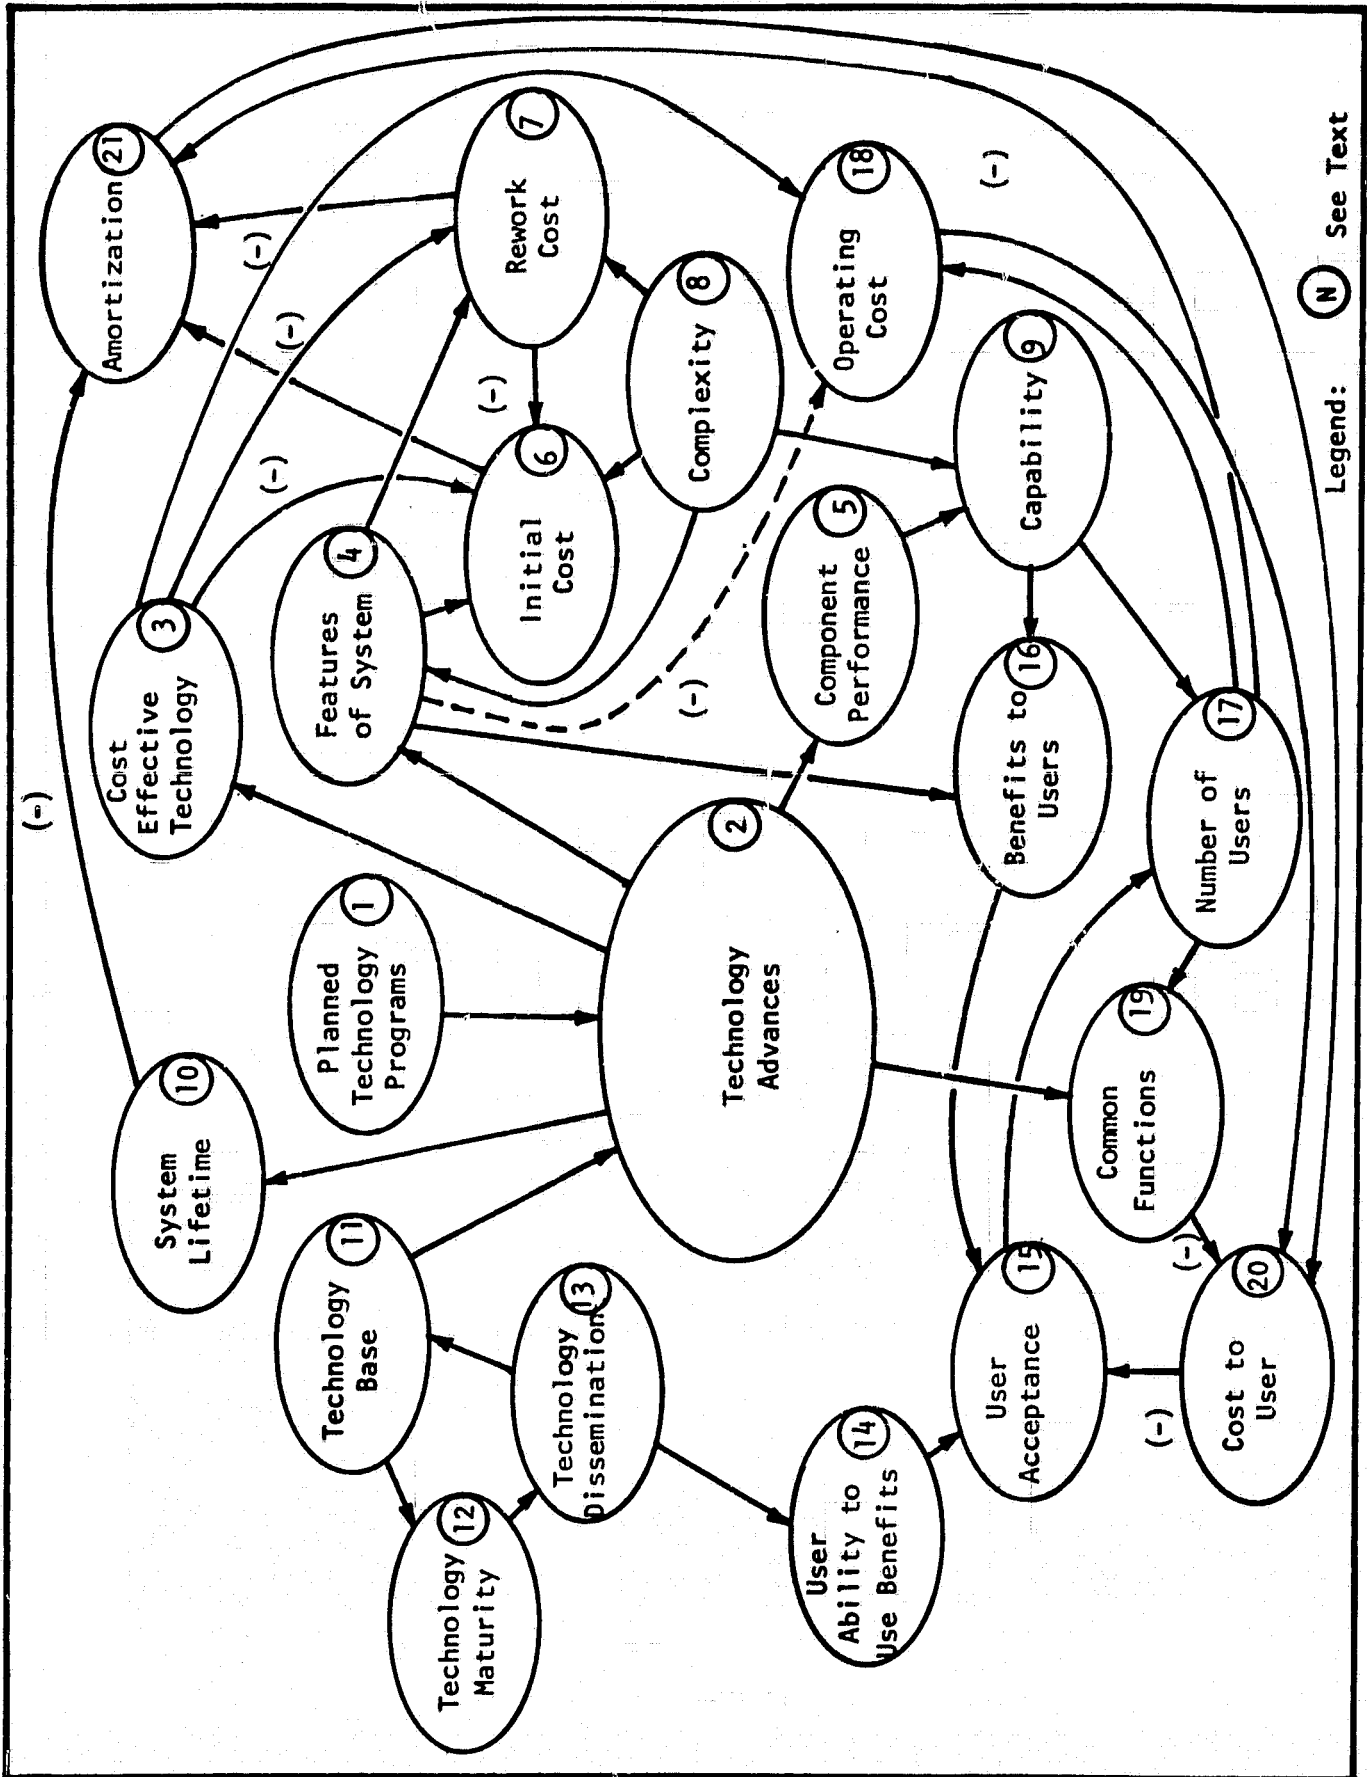 Planned
Technology
Programs
1
Technology
Advances
2
Cost
Effective
Technology
3
Features
of System
4
Component
Performance
5
Initial
Cost
6
Rework
Cost
7
Complexity
8
Capability
9
System
Lifetime
10
Technology
Base
11
Technology
Maturity
12
Technology
Dissemination
13
User
Ability to
Use Benefits
14
User
Acceptance
15
Benefits to
Users
16
Number of
Users
17
Operating
Cost
18
Common
Functions
19
Cost to
User
20
Amortization
21
(-)
(-)
(-)
(-)
(-)
(-)
(-)
(-)
(-)
Legend: N See Text